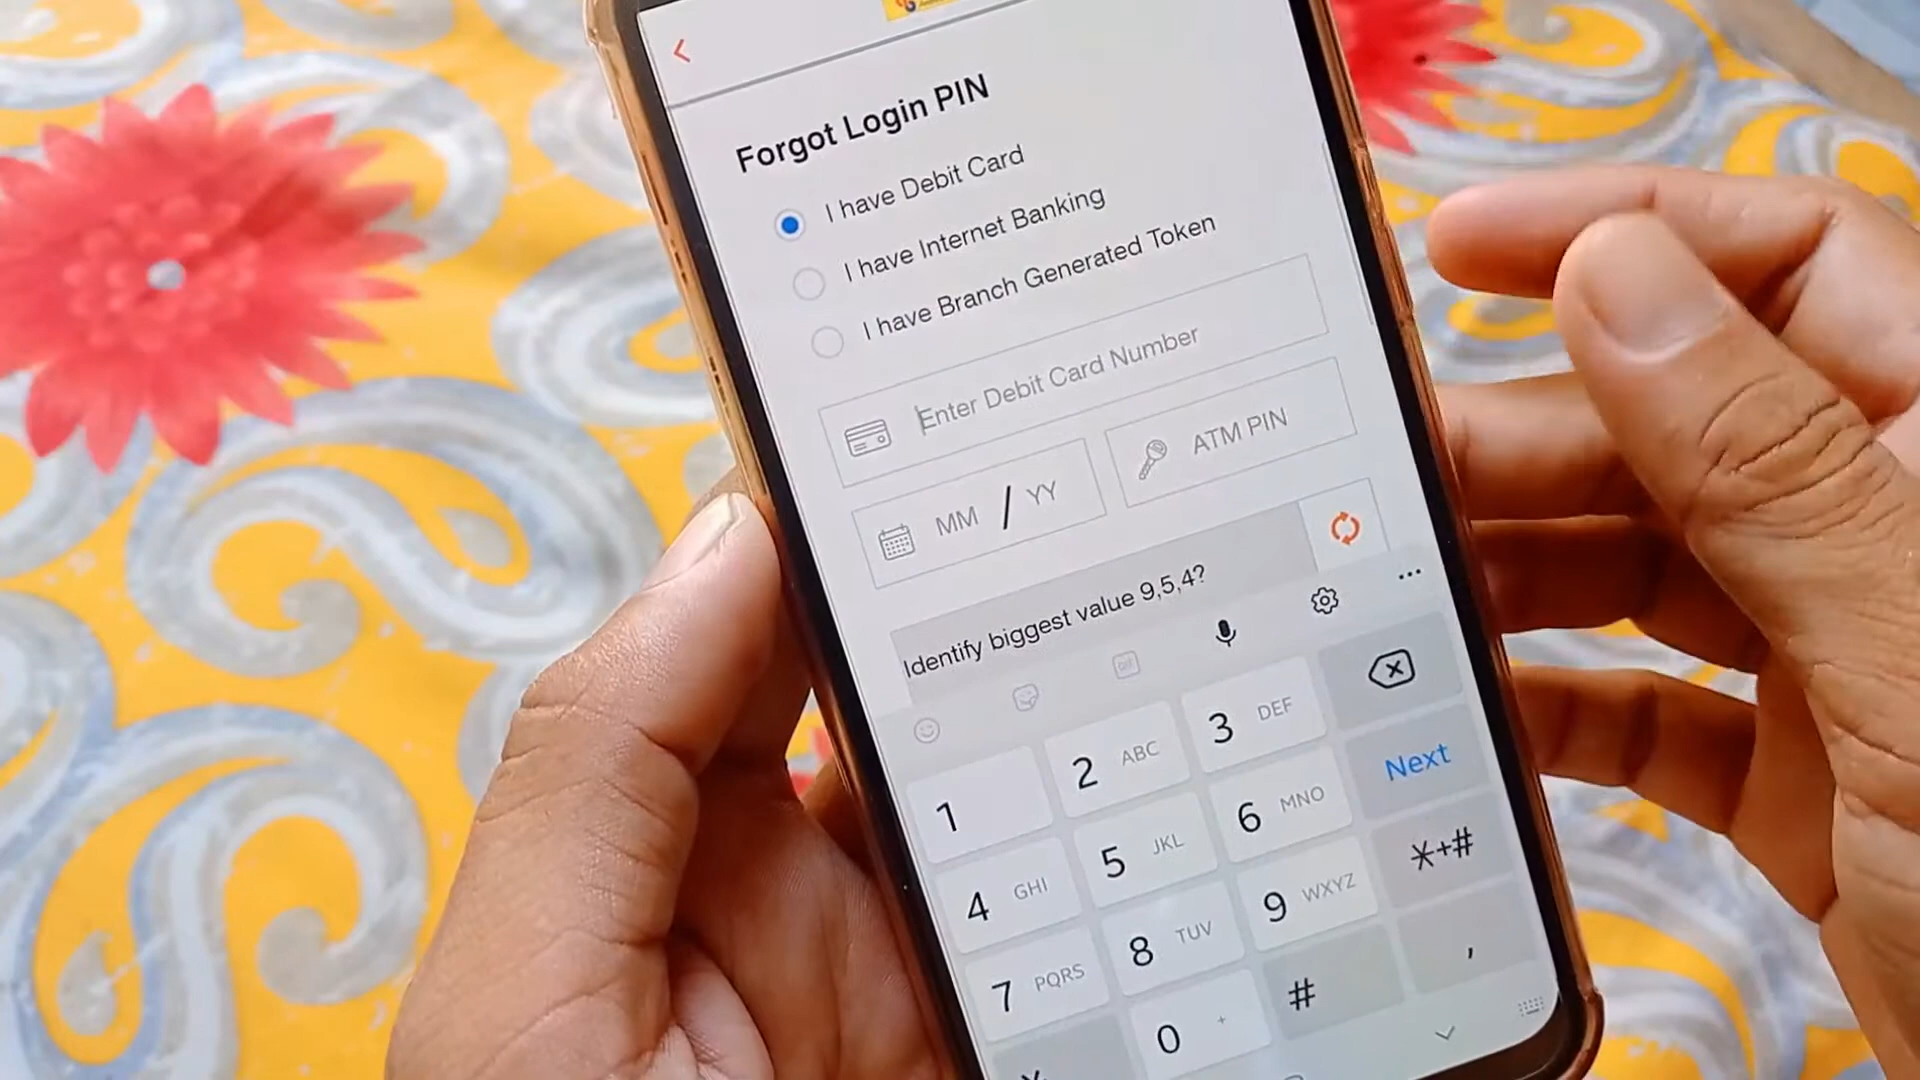 Forgot Login PIN
I have Debit Card
I have Internet Banking
I have Branch Generated Token
Enter Debit Card Number
MM / YY
ATM PIN
Identify biggest value 9,5,4?
GIF
1
2 ABC
3 DEF
4 GHI
5 JKL
6 MNO
Next
7 PQRS
8 TUV
9 WXYZ
*+#
0 +
#
,